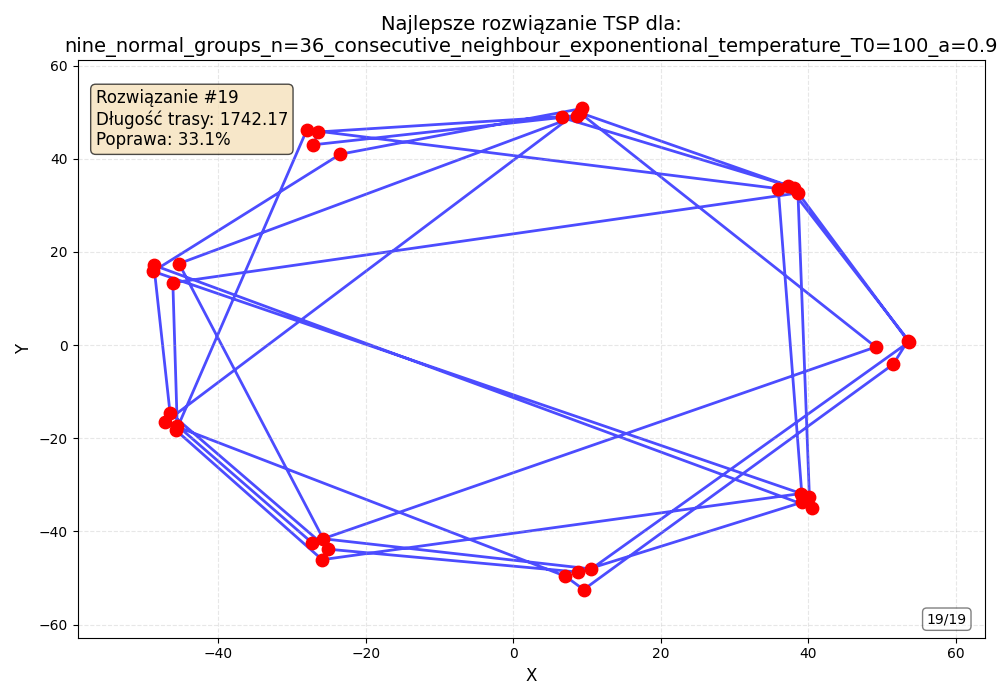 Najlepsze rozwiązanie TSP dla:
nine_normal_groups_n=36_consecutive_neighbour_exponentional_temperature_T0=100_a=0.9
Rozwiązanie #19
Długość trasy: 1742.17
Poprawa: 33.1%
60
40
20
0
−20
−40
−60
Y
19/19
−40
−20
0
20
40
60
X